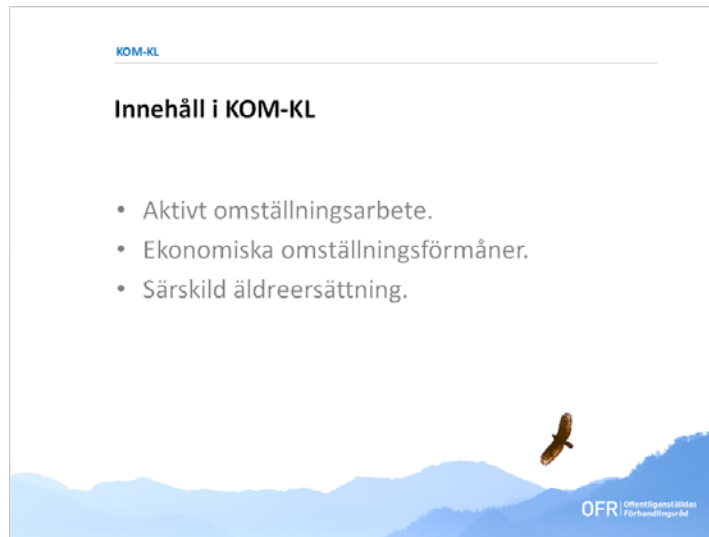 KOM-KL
Innehåll i KOM-KL
• Aktivt omställningsarbete.
• Ekonomiska omställningsförmåner.
• Särskild äldreersättning.
OFR | Offentliganställdas
Förhandlingsråd